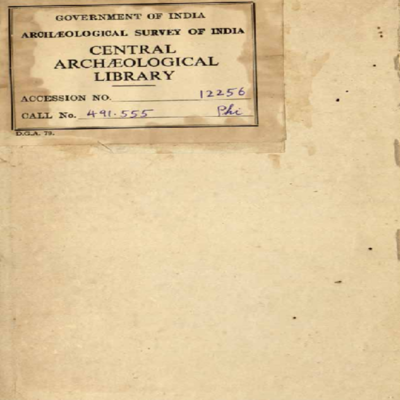 GOVERNMENT OF INDIA
ARCHÆOLOGICAL SURVEY OF INDIA
CENTRAL
ARCHÆOLOGICAL
LIBRARY
ACCESSION NO. 12256
CALL No. 491.555 Phi
D.G.A. 79.